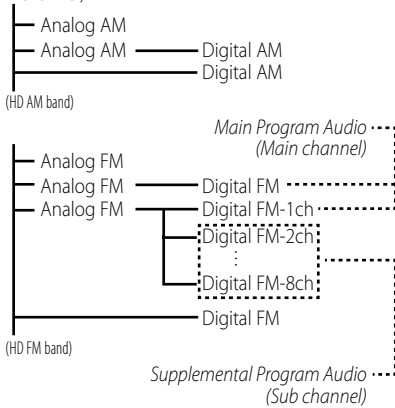 Analog AM
Analog AM Digital AM
Digital AM
(HD AM band)
Main Program Audio
(Main channel)
Analog FM
Analog FM Digital FM
Analog FM Digital FM-1ch
Digital FM-2ch
Digital FM-8ch
Digital FM
(HD FM band)
Supplemental Program Audio
(Sub channel)